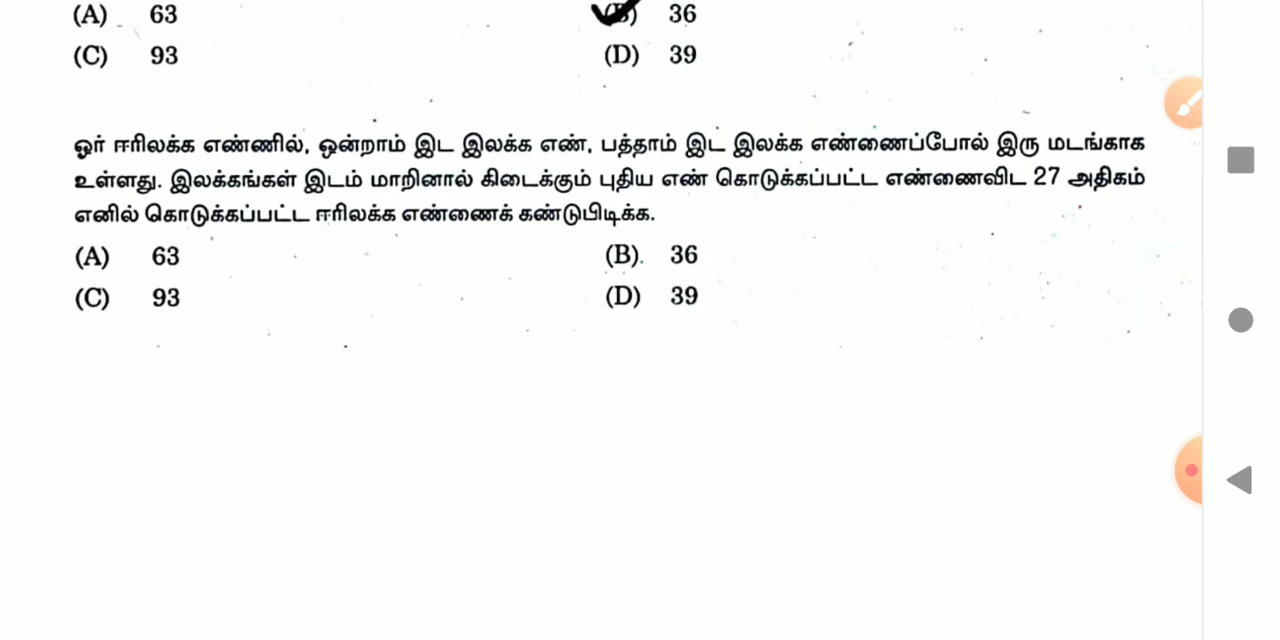 (A) 63 (B) 36
(C) 93 (D) 39
ஓர் ஈரிலக்க எண்ணில், ஒன்றாம் இட இலக்க எண், பத்தாம் இட இலக்க எண்ணைப்போல் இரு மடங்காக
உள்ளது. இலக்கங்கள் இடம் மாறினால் கிடைக்கும் புதிய எண் கொடுக்கப்பட்ட எண்ணைவிட 27 அதிகம்
எனில் கொடுக்கப்பட்ட ஈரிலக்க எண்ணைக் கண்டுபிடிக்க.
(A) 63 (B). 36
(C) 93 (D) 39